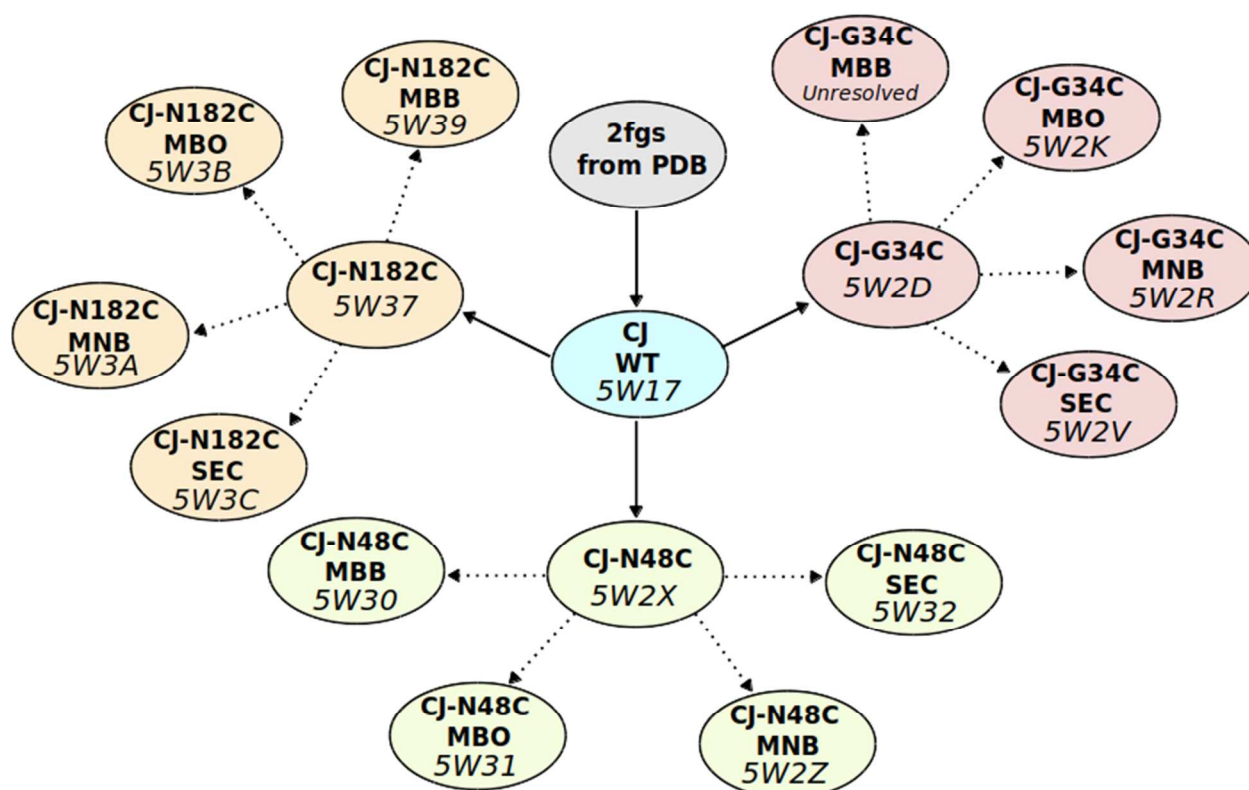 CJ-N182C
MBB
5W39
CJ-N182C
MBO
5W3B
2fgs
from PDB
CJ-G34C
MBB
Unresolved
CJ-G34C
MBO
5W2K
CJ-N182C
5W37
CJ-G34C
5W2D
CJ-G34C
MNB
5W2R
CJ-N182C
MNB
5W3A
CJ
WT
5W17
CJ-G34C
SEC
5W2V
CJ-N182C
SEC
5W3C
CJ-N48C
MBB
5W30
CJ-N48C
5W2X
CJ-N48C
SEC
5W32
CJ-N48C
MBO
5W31
CJ-N48C
MNB
5W2Z